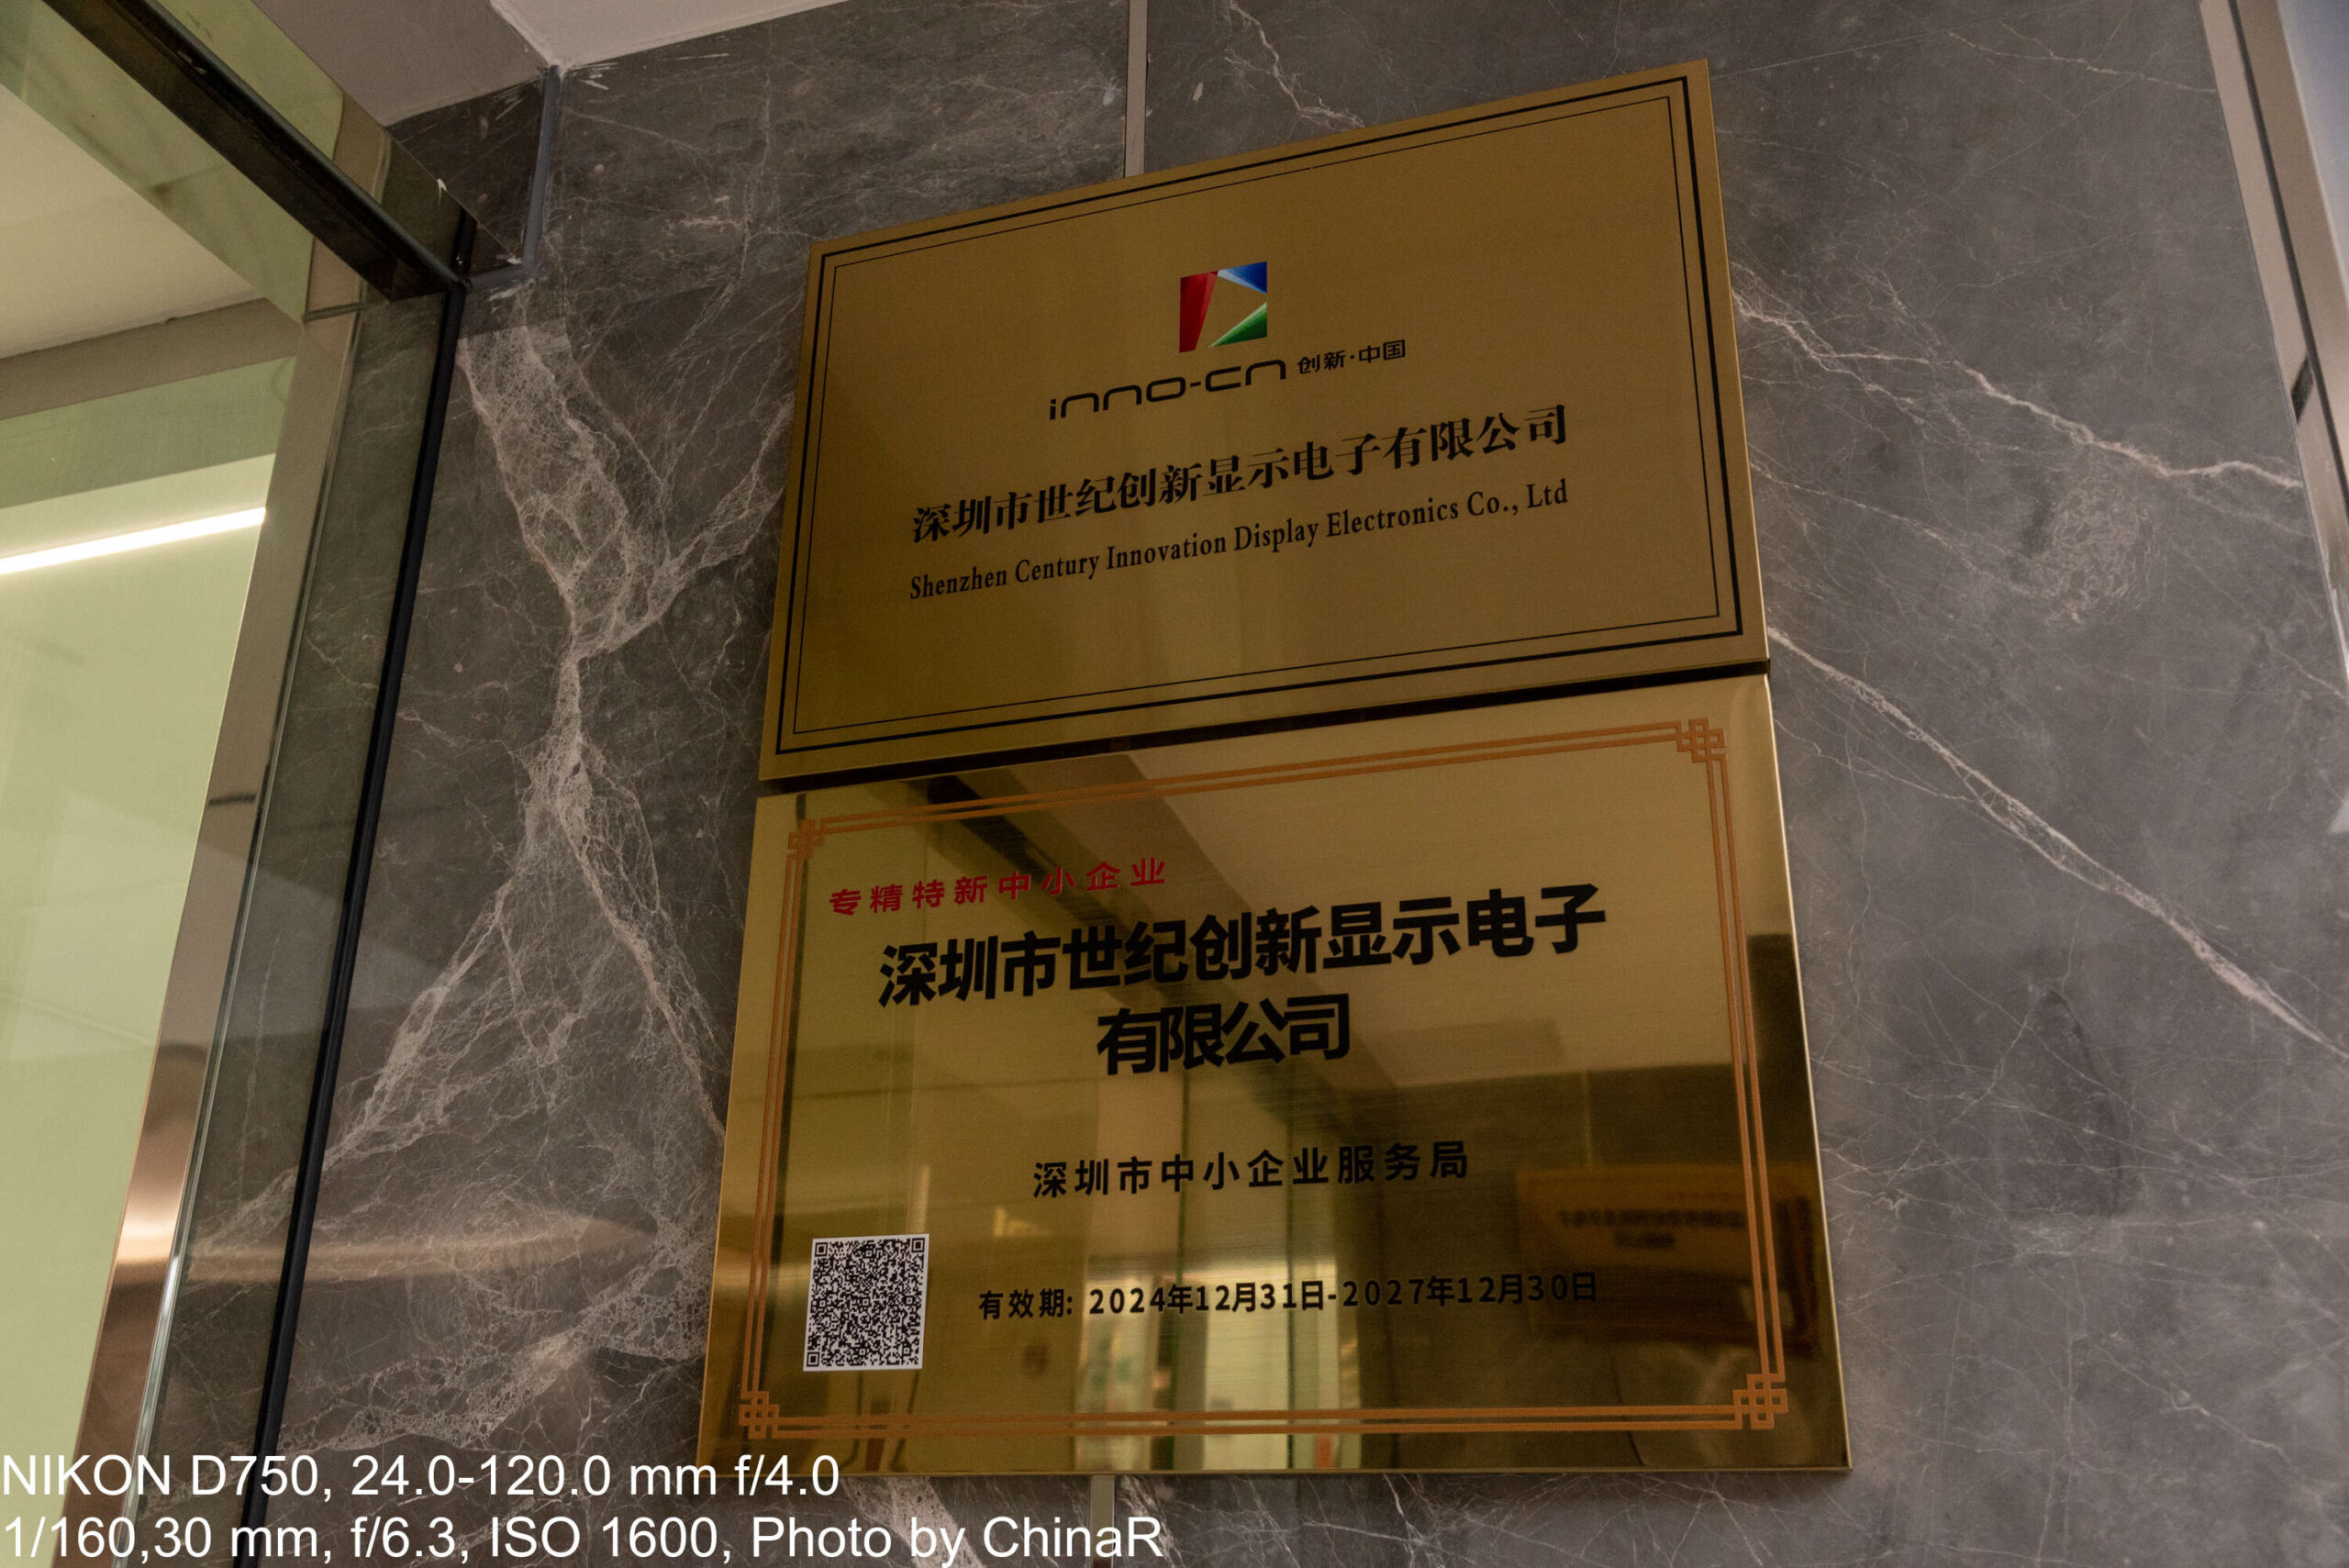 inno-cn 创新·中国
深圳市世纪创新显示电子有限公司
Shenzhen Century Innovation Display Electronics Co., Ltd
专精特新中小企业
深圳市世纪创新显示电子
有限公司
深圳市中小企业服务局
有效期: 2024年12月31日-2027年12月30日
NIKON D750, 24.0-120.0 mm f/4.0
1/160,30 mm, f/6.3, ISO 1600, Photo by ChinaR